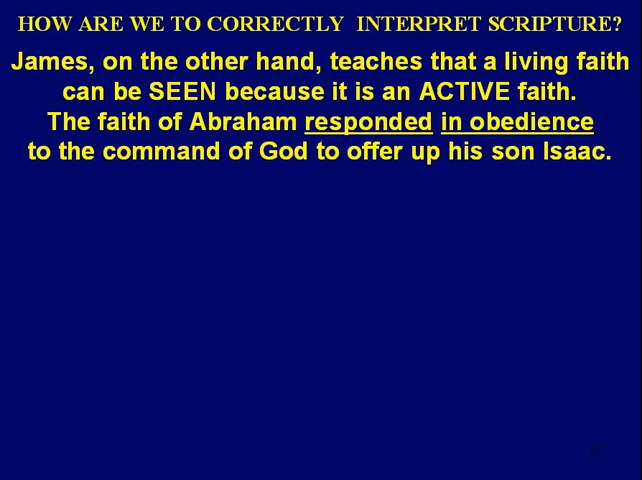 HOW ARE WE TO CORRECTLY INTERPRET SCRIPTURE?
James, on the other hand, teaches that a living faith
can be SEEN because it is an ACTIVE faith.
The faith of Abraham responded in obedience
to the command of God to offer up his son Isaac.